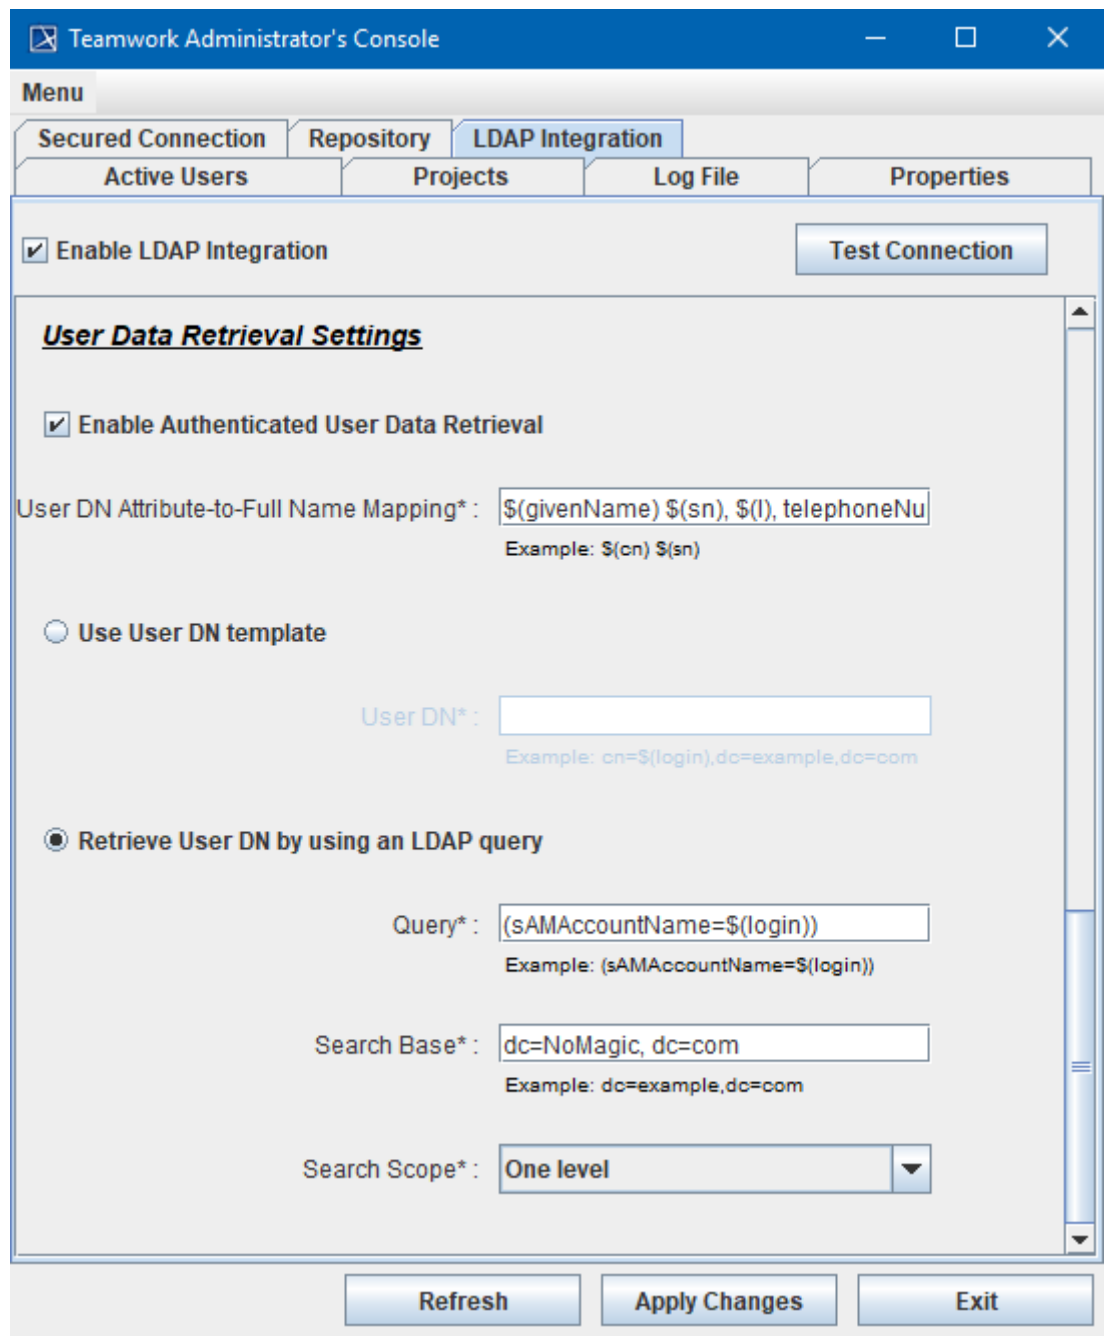 Teamwork Administrator's Console
Menu
Secured Connection Repository LDAP Integration
Active Users Projects Log File Properties
Enable LDAP Integration Test Connection
User Data Retrieval Settings
Enable Authenticated User Data Retrieval
User DN Attribute-to-Full Name Mapping* : $(givenName) $(sn), $(l), telephoneNu
Example: $(cn) $(sn)
Use User DN template
User DN* :
Example: cn=$(login),dc=example,dc=com
Retrieve User DN by using an LDAP query
Query* : (sAMAccountName=$(login))
Example: (sAMAccountName=$(login))
Search Base* : dc=NoMagic, dc=com
Example: dc=example,dc=com
Search Scope* : One level
Refresh Apply Changes Exit